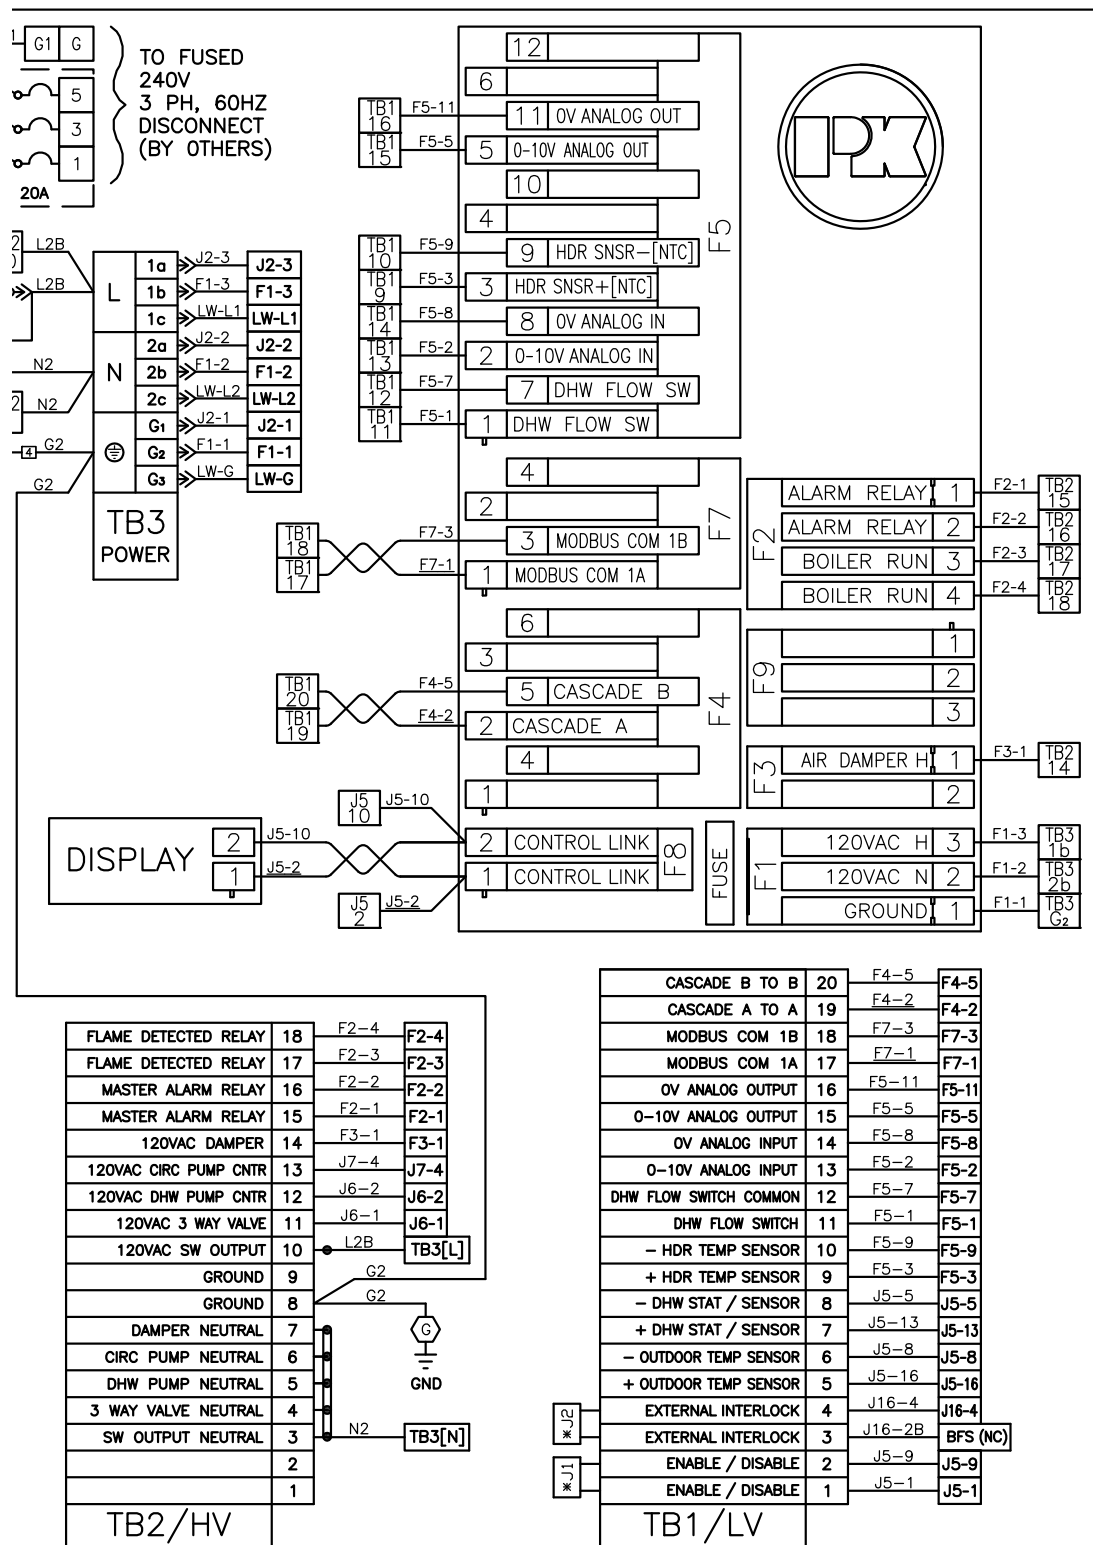 G1 G
5
3
1
20A
TO FUSED
240V
3 PH, 60HZ
DISCONNECT
(BY OTHERS)
L2B
L2B
N2
N2
4 G2
G2
L
N
1a J2-3 J2-3
1b F1-3 F1-3
1c LW-L1 LW-L1
2a J2-2 J2-2
2b F1-2 F1-2
2c LW-L2 LW-L2
G1 J2-1 J2-1
G2 F1-1 F1-1
G3 LW-G LW-G
TB3
POWER
12
6
TB1 16 F5-11 11 0V ANALOG OUT
TB1 15 F5-5 5 0-10V ANALOG OUT
10
4
TB1 10 F5-9 9 HDR SNSR-[NTC]
TB1 9 F5-3 3 HDR SNSR+[NTC]
TB1 14 F5-8 8 0V ANALOG IN
TB1 13 F5-2 2 0-10V ANALOG IN
TB1 12 F5-7 7 DHW FLOW SW
TB1 11 F5-1 1 DHW FLOW SW
F5
PK
4
2
TB1 18 F7-3 3 MODBUS COM 1B
TB1 17 F7-1 1 MODBUS COM 1A
F7
6
3
TB1 20 F4-5 5 CASCADE B
TB1 19 F4-2 2 CASCADE A
4
1
F4
J5 10 J5-10
DISPLAY
2 J5-10 2 CONTROL LINK
1 J5-2 1 CONTROL LINK
J5 2 J5-2
F8
FUSE
F2
ALARM RELAY 1 F2-1 TB2 15
ALARM RELAY 2 F2-2 TB2 16
BOILER RUN 3 F2-3 TB2 17
BOILER RUN 4 F2-4 TB2 18
F9
1
2
3
F3
AIR DAMPER H 1 F3-1 TB2 14
2
F1
120VAC H 3 F1-3 TB3 1b
120VAC N 2 F1-2 TB3 2b
GROUND 1 F1-1 TB3 G2
FLAME DETECTED RELAY 18 F2-4 F2-4
FLAME DETECTED RELAY 17 F2-3 F2-3
MASTER ALARM RELAY 16 F2-2 F2-2
MASTER ALARM RELAY 15 F2-1 F2-1
120VAC DAMPER 14 F3-1 F3-1
120VAC CIRC PUMP CNTR 13 J7-4 J7-4
120VAC DHW PUMP CNTR 12 J6-2 J6-2
120VAC 3 WAY VALVE 11 J6-1 J6-1
120VAC SW OUTPUT 10 L2B TB3[L]
GROUND 9 G2
GROUND 8 G2
DAMPER NEUTRAL 7 G
CIRC PUMP NEUTRAL 6
DHW PUMP NEUTRAL 5 GND
3 WAY VALVE NEUTRAL 4
SW OUTPUT NEUTRAL 3 N2 TB3[N]
2
1
TB2/HV
CASCADE B TO B 20 F4-5 F4-5
CASCADE A TO A 19 F4-2 F4-2
MODBUS COM 1B 18 F7-3 F7-3
MODBUS COM 1A 17 F7-1 F7-1
0V ANALOG OUTPUT 16 F5-11 F5-11
0-10V ANALOG OUTPUT 15 F5-5 F5-5
0V ANALOG INPUT 14 F5-8 F5-8
0-10V ANALOG INPUT 13 F5-2 F5-2
DHW FLOW SWITCH COMMON 12 F5-7 F5-7
DHW FLOW SWITCH 11 F5-1 F5-1
- HDR TEMP SENSOR 10 F5-9 F5-9
+ HDR TEMP SENSOR 9 F5-3 F5-3
- DHW STAT / SENSOR 8 J5-5 J5-5
+ DHW STAT / SENSOR 7 J5-13 J5-13
- OUTDOOR TEMP SENSOR 6 J5-8 J5-8
+ OUTDOOR TEMP SENSOR 5 J5-16 J5-16
*J2
EXTERNAL INTERLOCK 4 J16-4 J16-4
EXTERNAL INTERLOCK 3 J16-2B BFS (NC)
*J1
ENABLE / DISABLE 2 J5-9 J5-9
ENABLE / DISABLE 1 J5-1 J5-1
TB1/LV